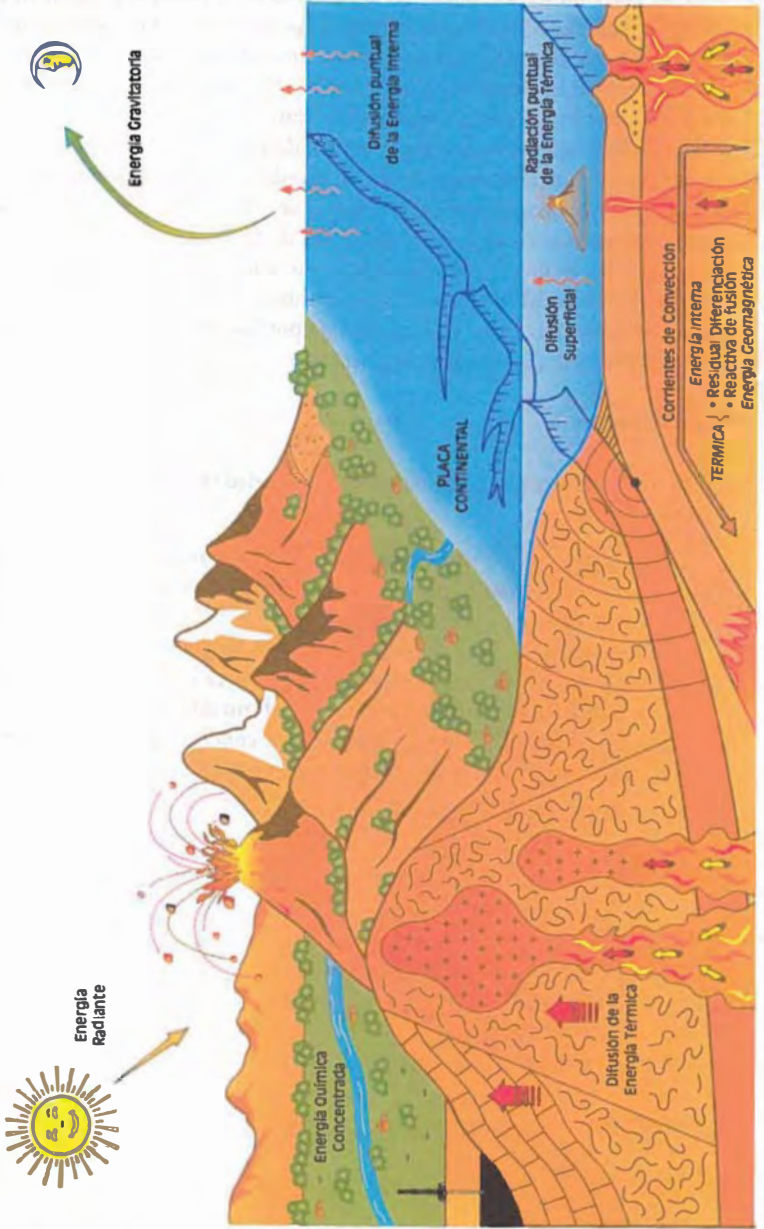 Energía
Radiante
Energía Gravitatoria
Energía Química
Concentrada
PLACA
CONTINENTAL
Difusión puntual
de la Energía Interna
Difusión
Superficial
Radiación puntual
de la Energía Térmica
Difusión de la
Energía Térmica
Corrientes de Convección
Energía Interna
TERMICA { • Residual Diferenciación
• Reactiva de fusión
Energía Geomagnética